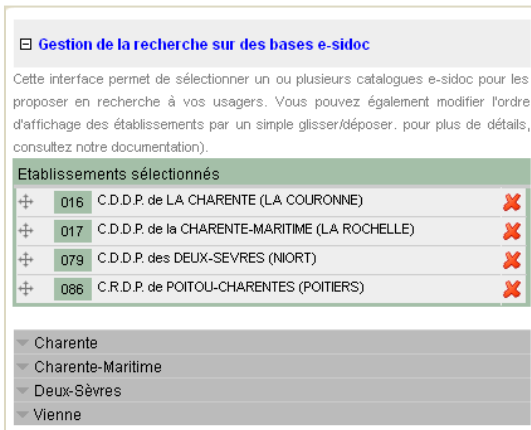 Gestion de la recherche sur des bases e-sidoc
Cette interface permet de sélectionner un ou plusieurs catalogues e-sidoc pour les
proposer en recherche à vos usagers. Vous pouvez également modifier l'ordre
d'affichage des établissements par un simple glisser/déposer. pour plus de détails,
consultez notre documentation).
Etablissements sélectionnés
016 C.D.D.P. de LA CHARENTE (LA COURONNE)
017 C.D.D.P. de la CHARENTE-MARITIME (LA ROCHELLE)
079 C.D.D.P. des DEUX-SEVRES (NIORT)
086 C.R.D.P. de POITOU-CHARENTES (POITIERS)
Charente
Charente-Maritime
Deux-Sèvres
Vienne